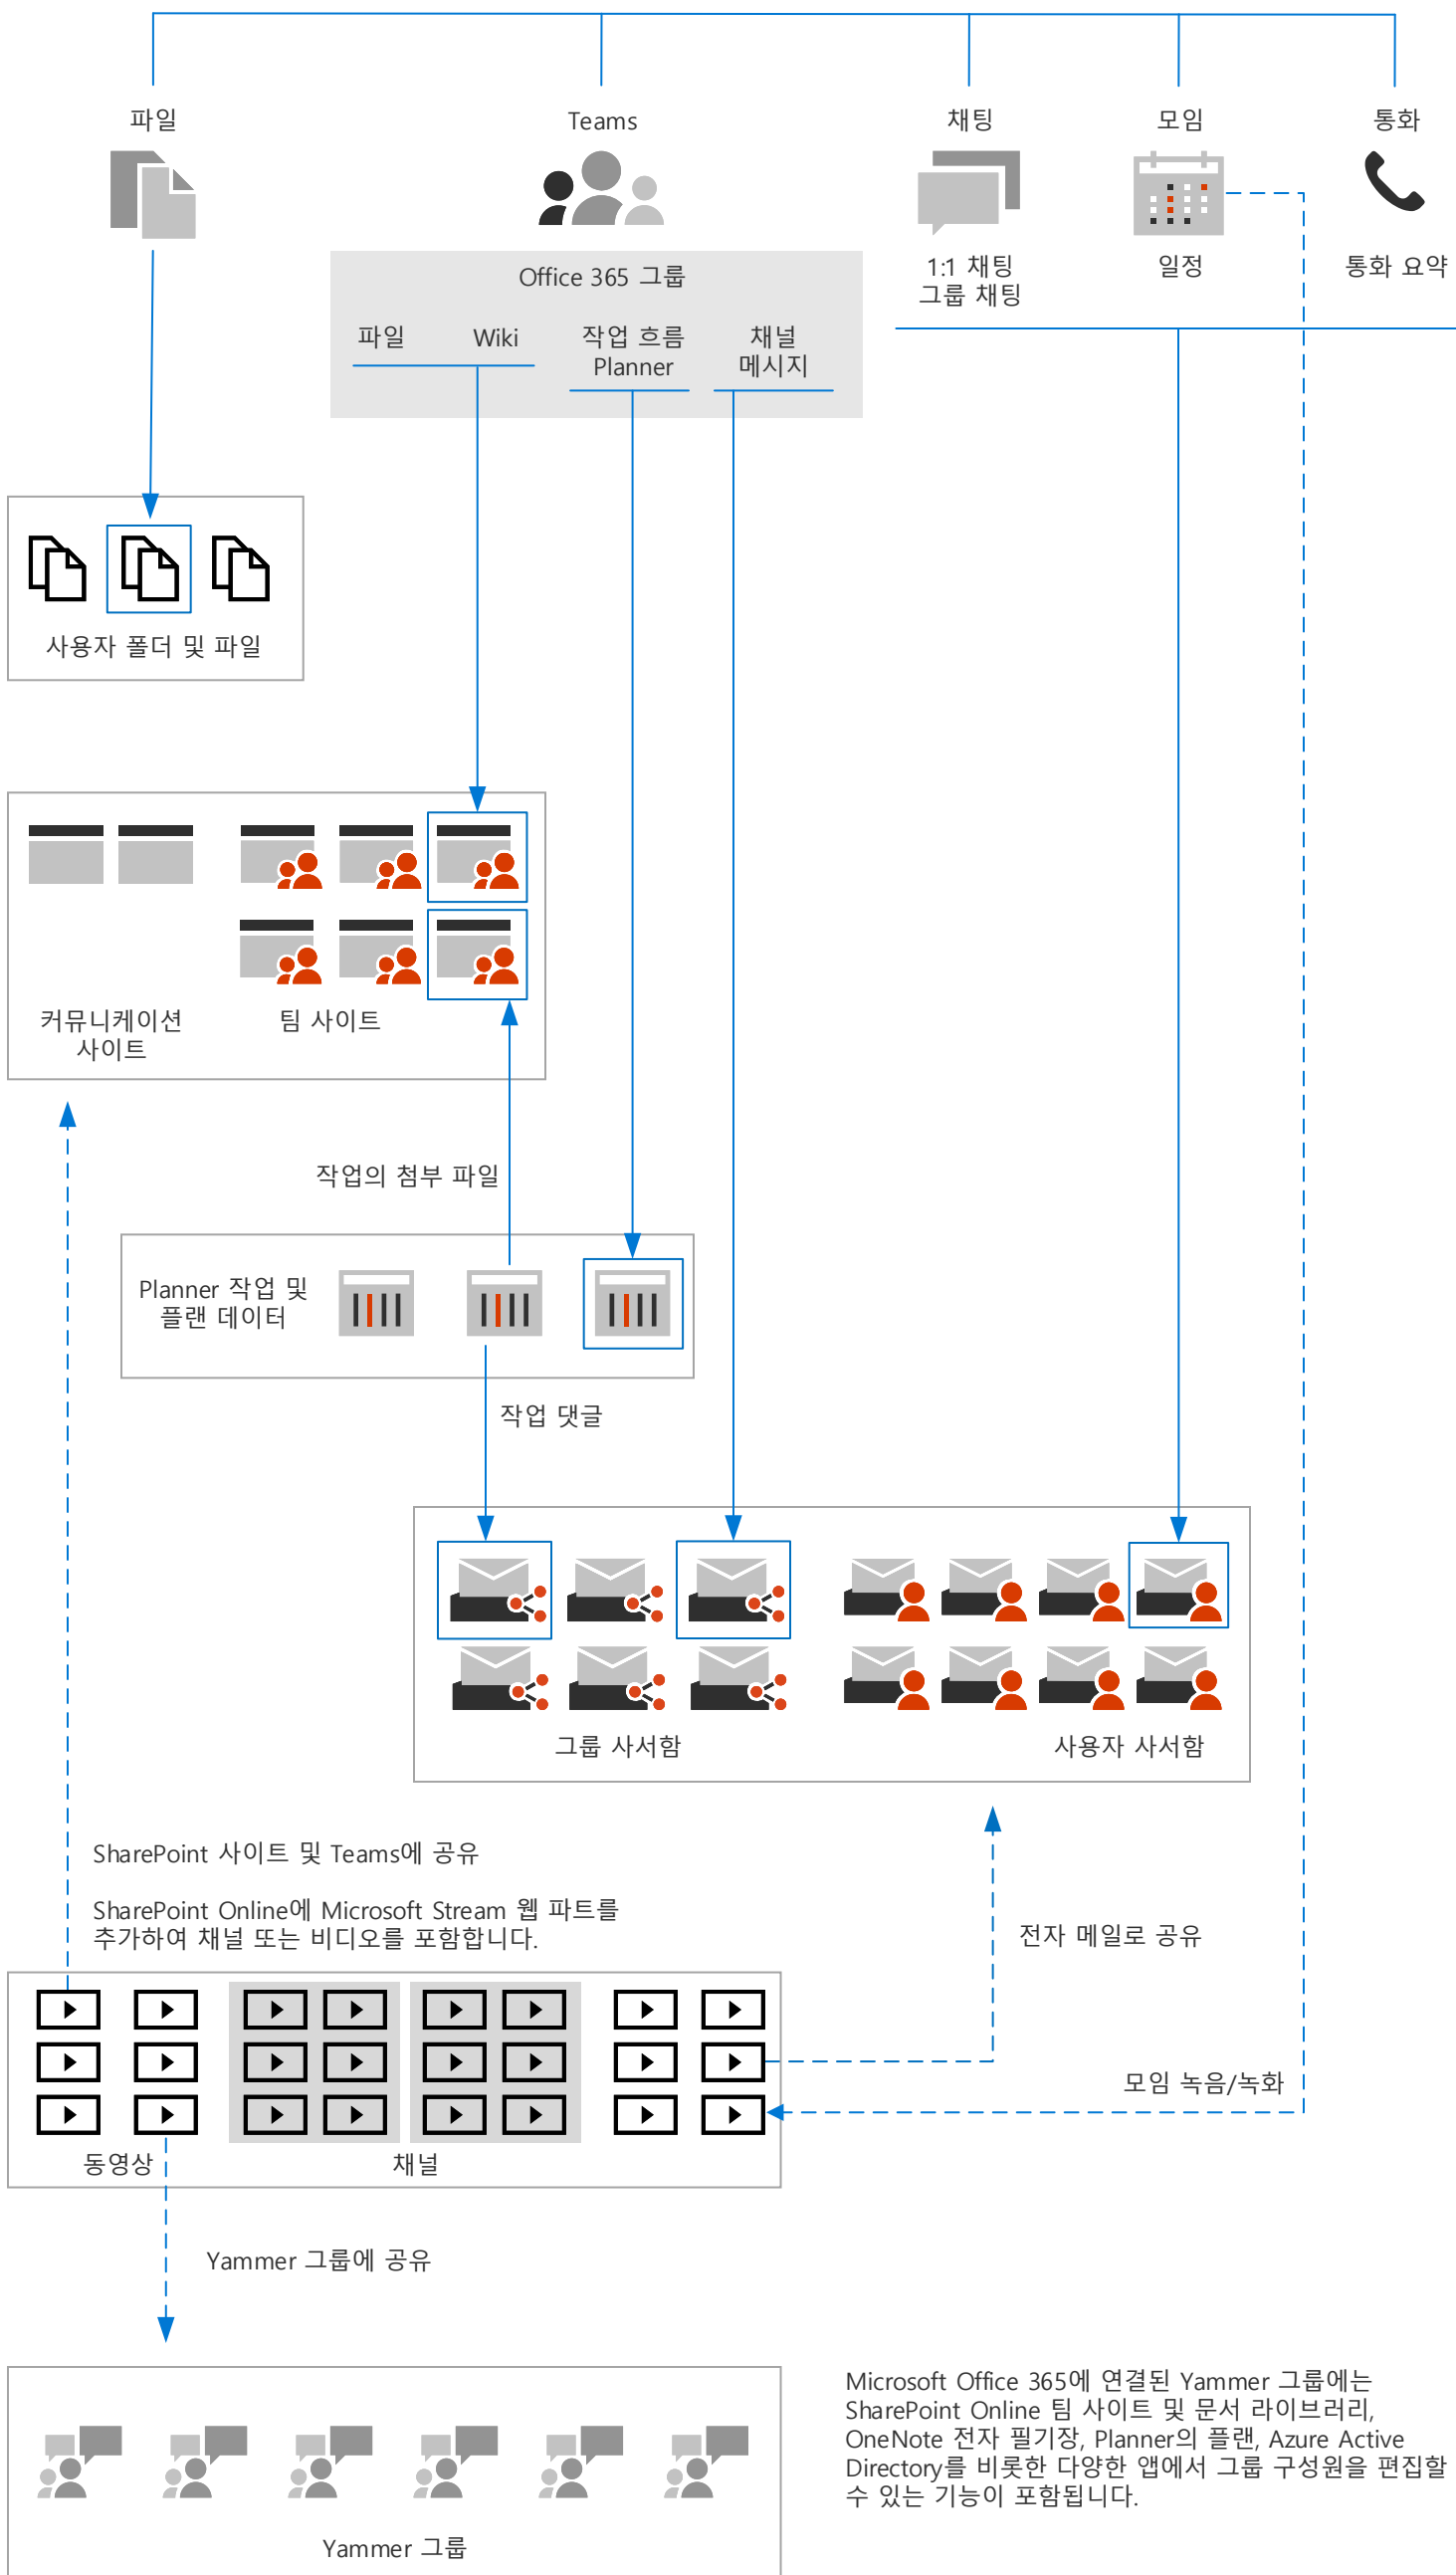 파일
Teams
채팅
모임
통화
Office 365 그룹
파일
Wiki
작업 흐름
Planner
채널
메시지
1:1 채팅
그룹 채팅
일정
통화 요약
사용자 폴더 및 파일
커뮤니케이션
사이트
팀 사이트
작업의 첨부 파일
Planner 작업 및
플랜 데이터
작업 댓글
그룹 사서함
사용자 사서함
SharePoint 사이트 및 Teams에 공유
SharePoint Online에 Microsoft Stream 웹 파트를
추가하여 채널 또는 비디오를 포함합니다.
전자 메일로 공유
모임 녹음/녹화
동영상
채널
Yammer 그룹에 공유
Microsoft Office 365에 연결된 Yammer 그룹에는
SharePoint Online 팀 사이트 및 문서 라이브러리,
OneNote 전자 필기장, Planner의 플랜, Azure Active
Directory를 비롯한 다양한 앱에서 그룹 구성원을 편집할
수 있는 기능이 포함됩니다.
Yammer 그룹